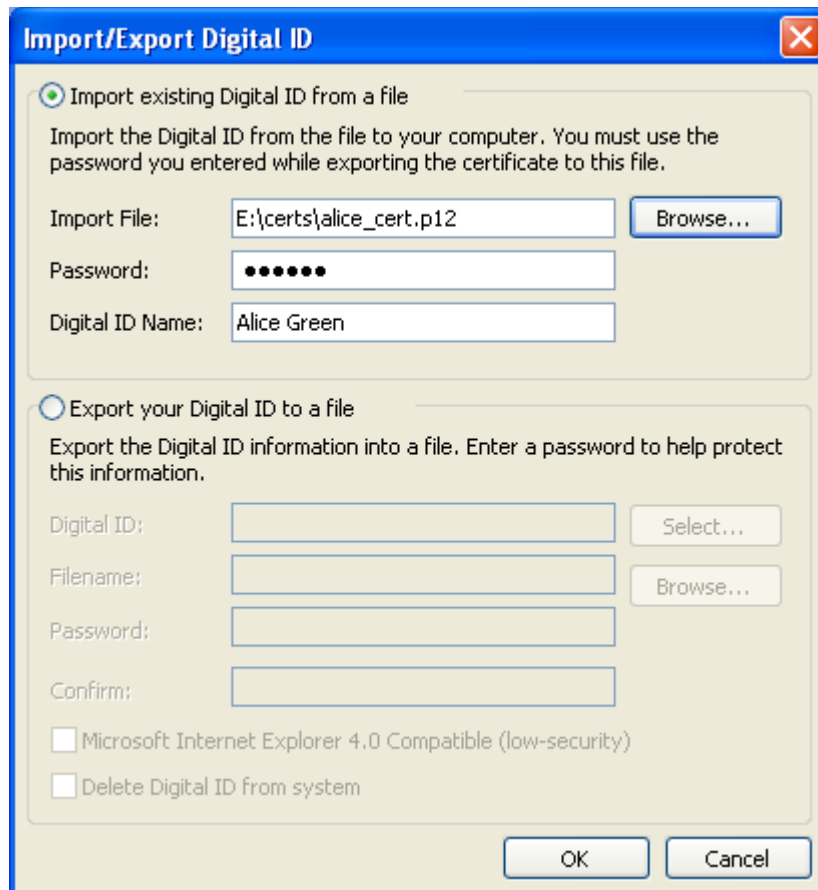 Import/Export Digital ID
Import existing Digital ID from a file
Import the Digital ID from the file to your computer. You must use the
password you entered while exporting the certificate to this file.
Import File: E:\certs\alice_cert.p12 Browse...
Password: ●●●●●●
Digital ID Name: Alice Green
Export your Digital ID to a file
Export the Digital ID information into a file. Enter a password to help protect
this information.
Digital ID: Select...
Filename: Browse...
Password:
Confirm:
Microsoft Internet Explorer 4.0 Compatible (low-security)
Delete Digital ID from system
OK Cancel